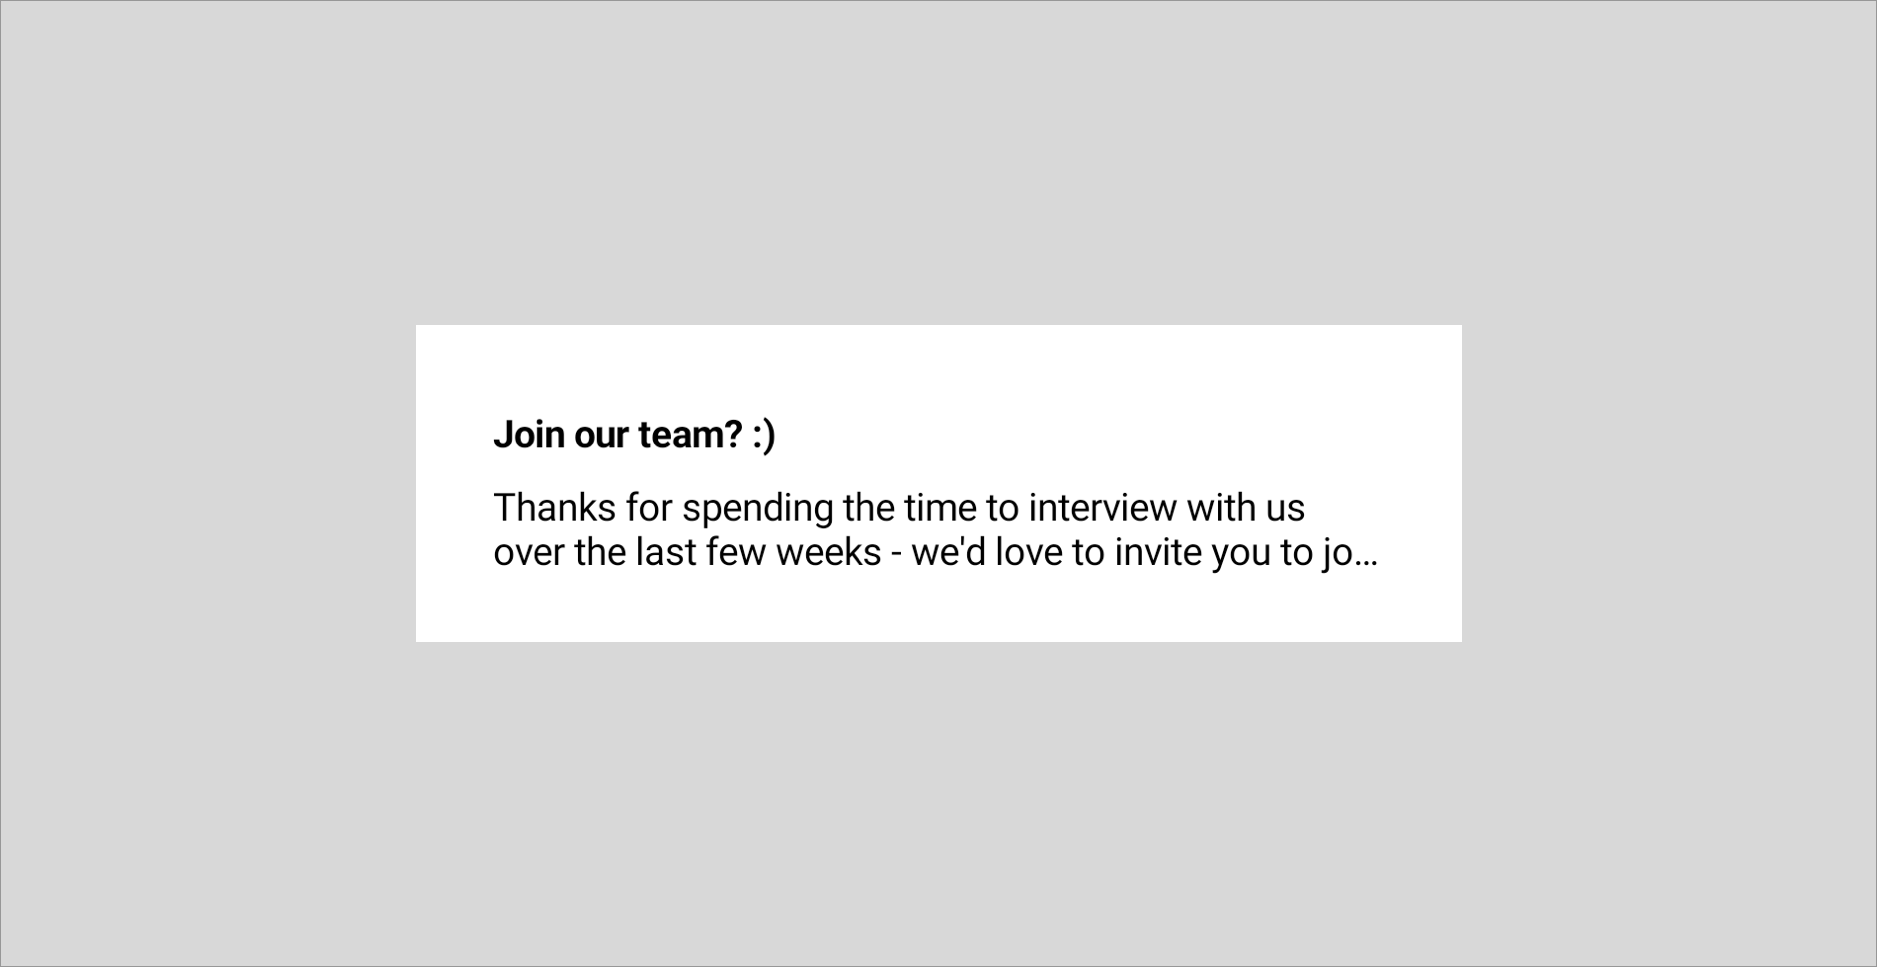 Join our team? :)
Thanks for spending the time to interview with us
over the last few weeks - we'd love to invite you to jo...